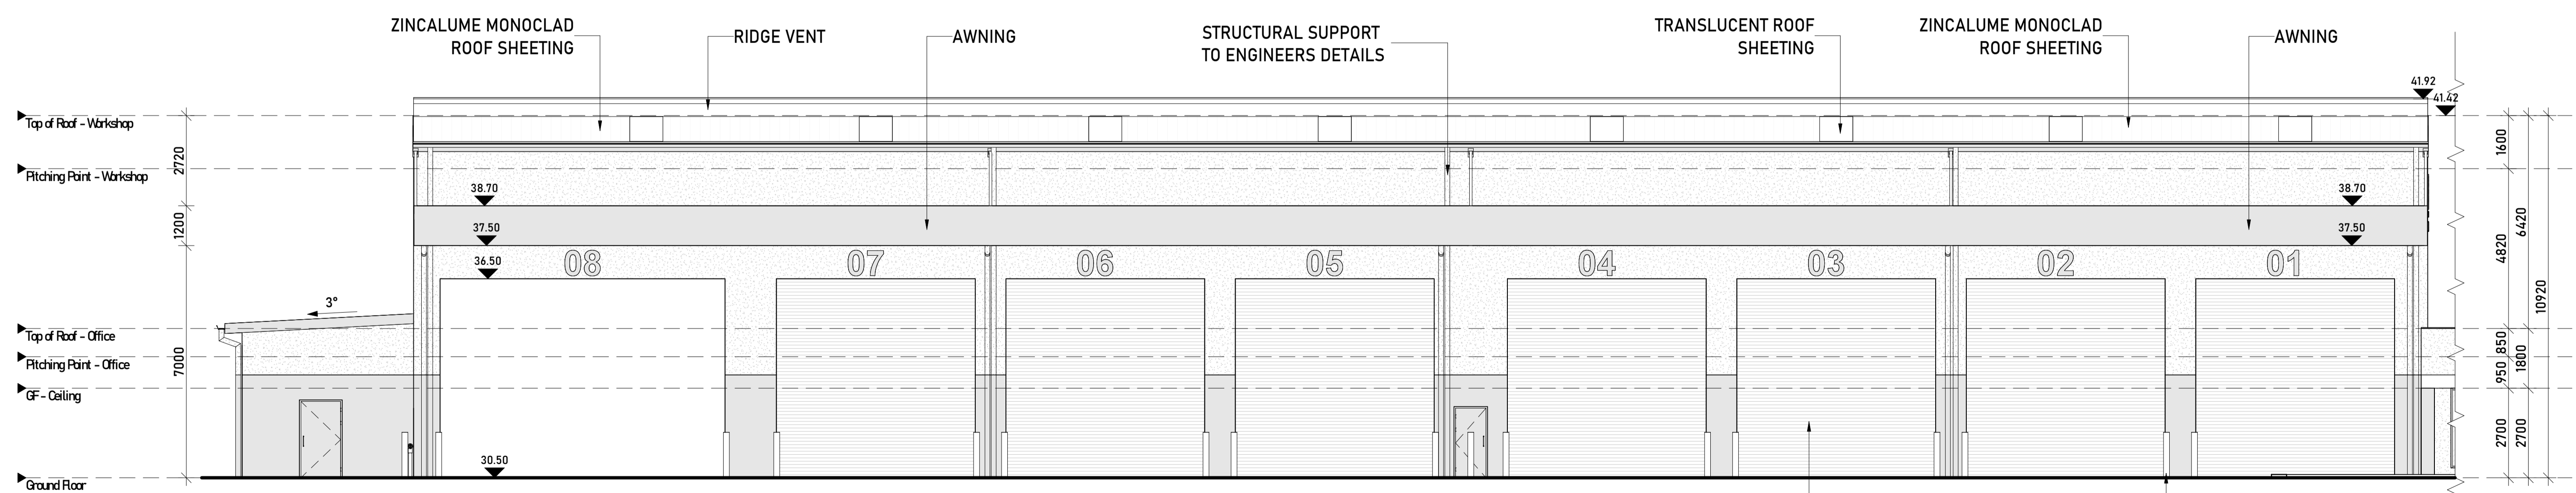 ZINCALUME MONOCLAD
ROOF SHEETING
RIDGE VENT
AWNING
STRUCTURAL SUPPORT
TO ENGINEERS DETAILS
TRANSLUCENT ROOF
SHEETING
ZINCALUME MONOCLAD
ROOF SHEETING
AWNING
41.92
41.42
Top of Roof - Workshop
2720
1600
Pitching Point - Workshop
38.70
38.70
1200
6420
37.50
37.50
4820
08
07
06
05
04
03
02
01
36.50
10920
3°
Top of Roof - Office
850
Pitching Point - Office
7000
1800
950
GF - Ceiling
2700
2700
30.50
Ground Floor